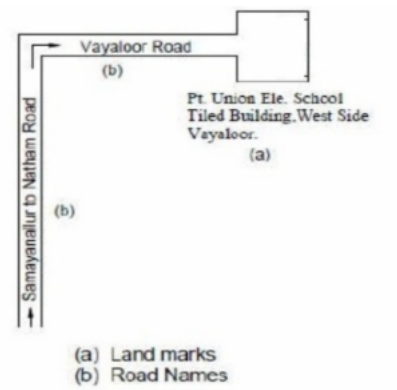 Vayaloor Road
(b)
Pt. Union Ele. School
Tiled Building,West Side
Vayaloor.
(a)
Samayanallur to Natham Road
(b)
(a) Land marks
(b) Road Names